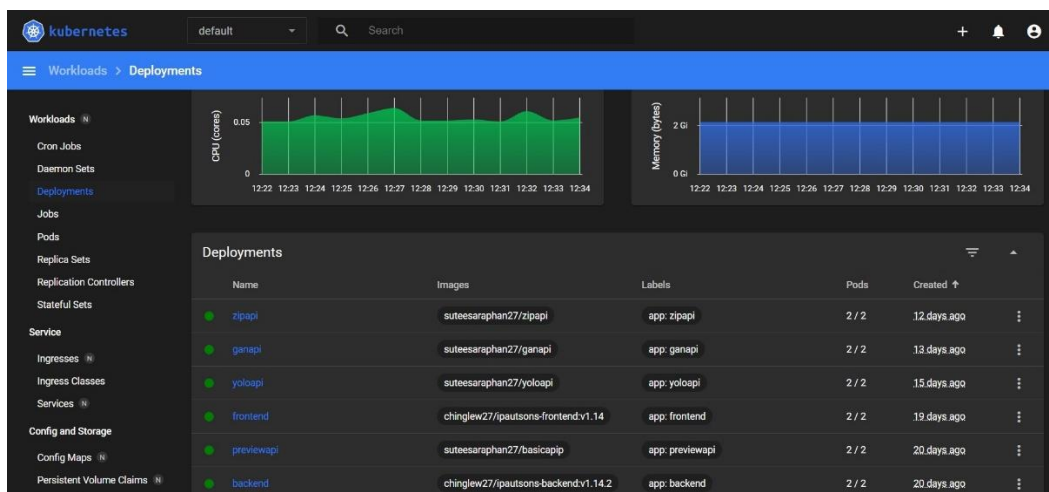 kubernetes default Search
Workloads > Deployments
Workloads N
Cron Jobs
Daemon Sets
Deployments
Jobs
Pods
Replica Sets
Replication Controllers
Stateful Sets
Service
Ingresses N
Ingress Classes
Services N
Config and Storage
Config Maps N
Persistent Volume Claims N
CPU (cores)
0.05
0
12:22 12:23 12:24 12:25 12:26 12:27 12:28 12:29 12:30 12:31 12:32 12:33 12:34
Memory (bytes)
2 Gi
0 Gi
12:22 12:23 12:24 12:25 12:26 12:27 12:28 12:29 12:30 12:31 12:32 12:33 12:34
Deployments
Name Images Labels Pods Created ↑
zipapi suteesaraphan27/zipapi app: zipapi 2 / 2 12 days ago
ganapi suteesaraphan27/ganapi app: ganapi 2 / 2 13 days ago
yoloapi suteesaraphan27/yoloapi app: yoloapi 2 / 2 15 days ago
frontend chinglew27/ipautsons-frontend:v1.14 app: frontend 2 / 2 19 days ago
previewapi suteesaraphan27/basicapip app: previewapi 2 / 2 20 days ago
backend chinglew27/ipautsons-backend:v1.14.2 app: backend 2 / 2 20 days ago